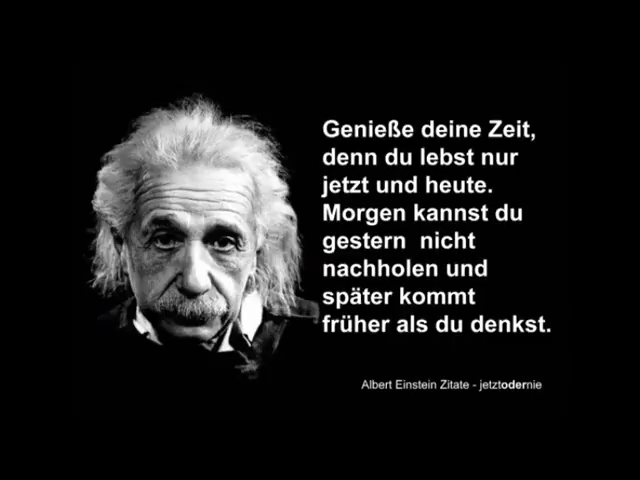 Genieße deine Zeit,
denn du lebst nur
jetzt und heute.
Morgen kannst du
gestern  nicht
nachholen und
später kommt
früher als du denkst.
Albert Einstein Zitate - jetztodernie